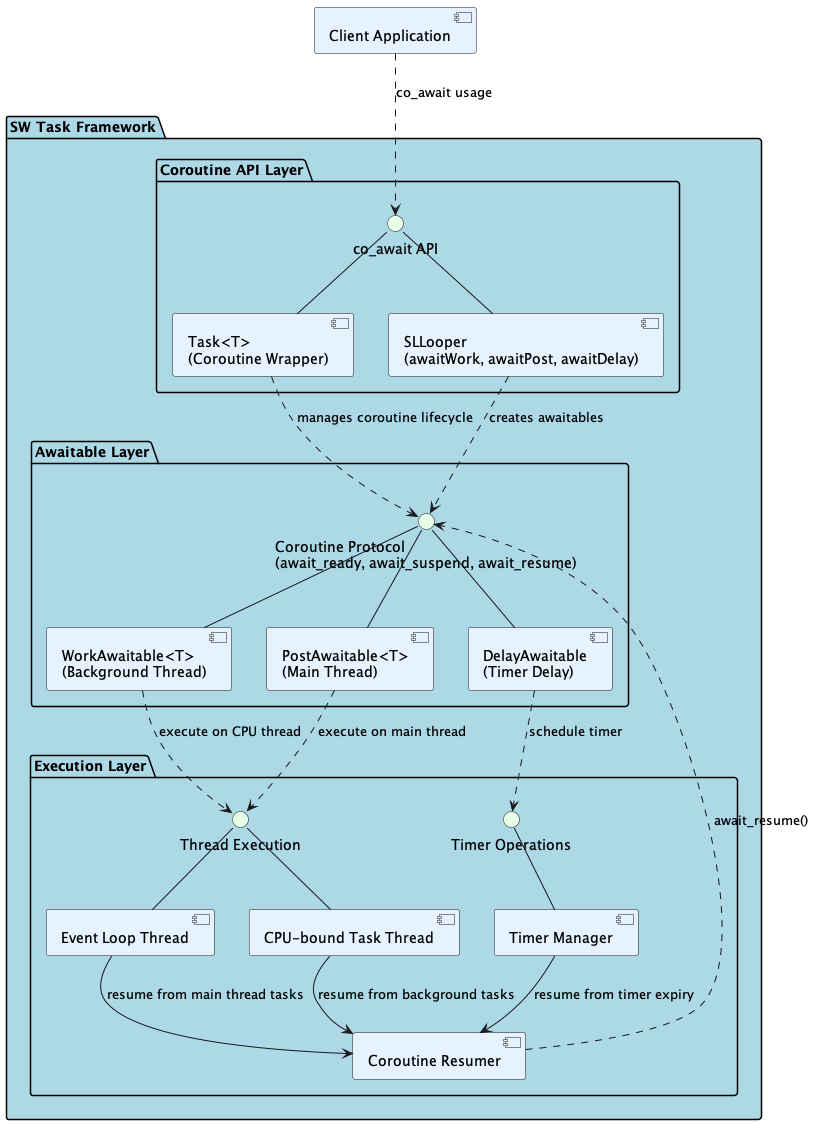 Client Application
co_await usage
SW Task Framework
Coroutine API Layer
co_await API
Task<T>
(Coroutine Wrapper)
SLLooper
(awaitWork, awaitPost, awaitDelay)
manages coroutine lifecycle
creates awaitables
Awaitable Layer
Coroutine Protocol
(await_ready, await_suspend, await_resume)
WorkAwaitable<T>
(Background Thread)
PostAwaitable<T>
(Main Thread)
DelayAwaitable
(Timer Delay)
execute on CPU thread
execute on main thread
schedule timer
Execution Layer
await_resume()
Thread Execution
Timer Operations
Event Loop Thread
CPU-bound Task Thread
Timer Manager
resume from main thread tasks
resume from background tasks
resume from timer expiry
Coroutine Resumer